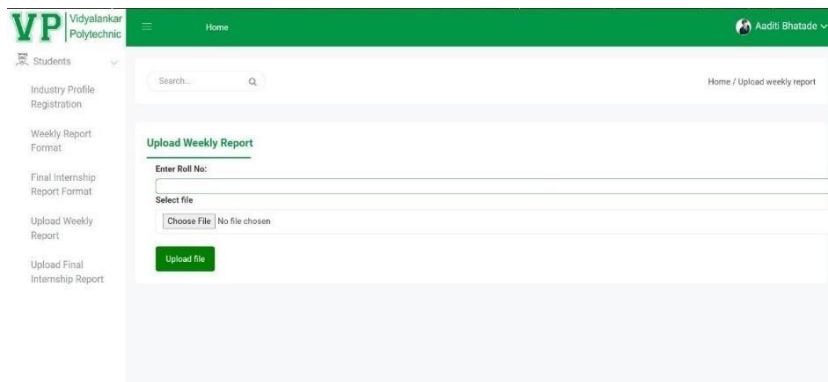 VP Vidyalankar
Polytechnic
Home
Aaditi Bhatade
Students
Industry Profile
Registration
Weekly Report
Format
Final Internship
Report Format
Upload Weekly
Report
Upload Final
Internship Report
Search...
Home / Upload weekly report
Upload Weekly Report
Enter Roll No:
Select file
Choose File No file chosen
Upload file